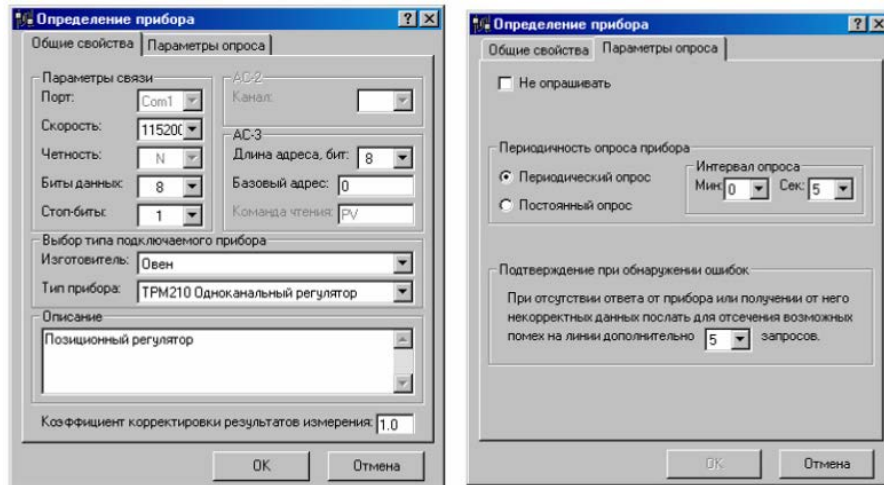 Определение прибора
Общие свойства
Параметры опроса
Параметры связи
Порт: Com1
Скорость: 11520
Четность: N
Биты данных: 8
Стоп-биты: 1
АС-2
Канал:
АС-3
Длина адреса, бит: 8
Базовый адрес: 0
Команда чтения: PV
Выбор типа подключаемого прибора
Изготовитель: Овен
Тип прибора: ТРМ210 Одноканальный регулятор
Описание
Позиционный регулятор
Коэффициент корректировки результатов измерения: 1.0
OK
Отмена
Определение прибора
Общие свойства
Параметры опроса
Не опрашивать
Периодичность опроса прибора
Периодический опрос
Постоянный опрос
Интервал опроса
Мин: 0 Сек: 5
Подтверждение при обнаружении ошибок
При отсутствии ответа от прибора или получении от него
некорректных данных послать для отсечения возможных
помех на линии дополнительно 5 запросов.
OK
Отмена